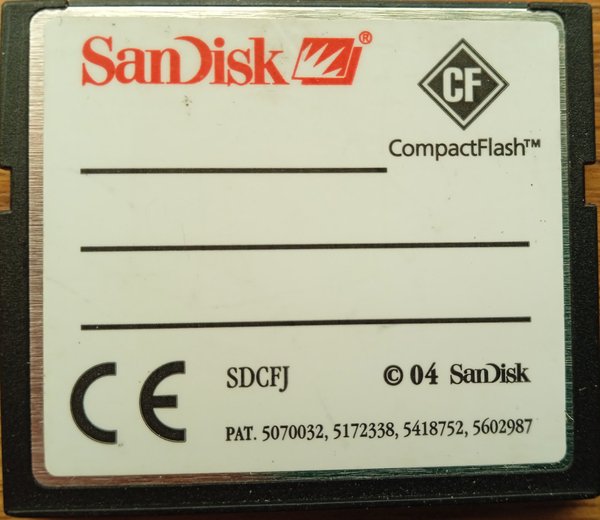 SanDisk ®
CF
CompactFlash™
CE
SDCFJ © 04 SanDisk
PAT. 5070032, 5172338, 5418752, 5602987